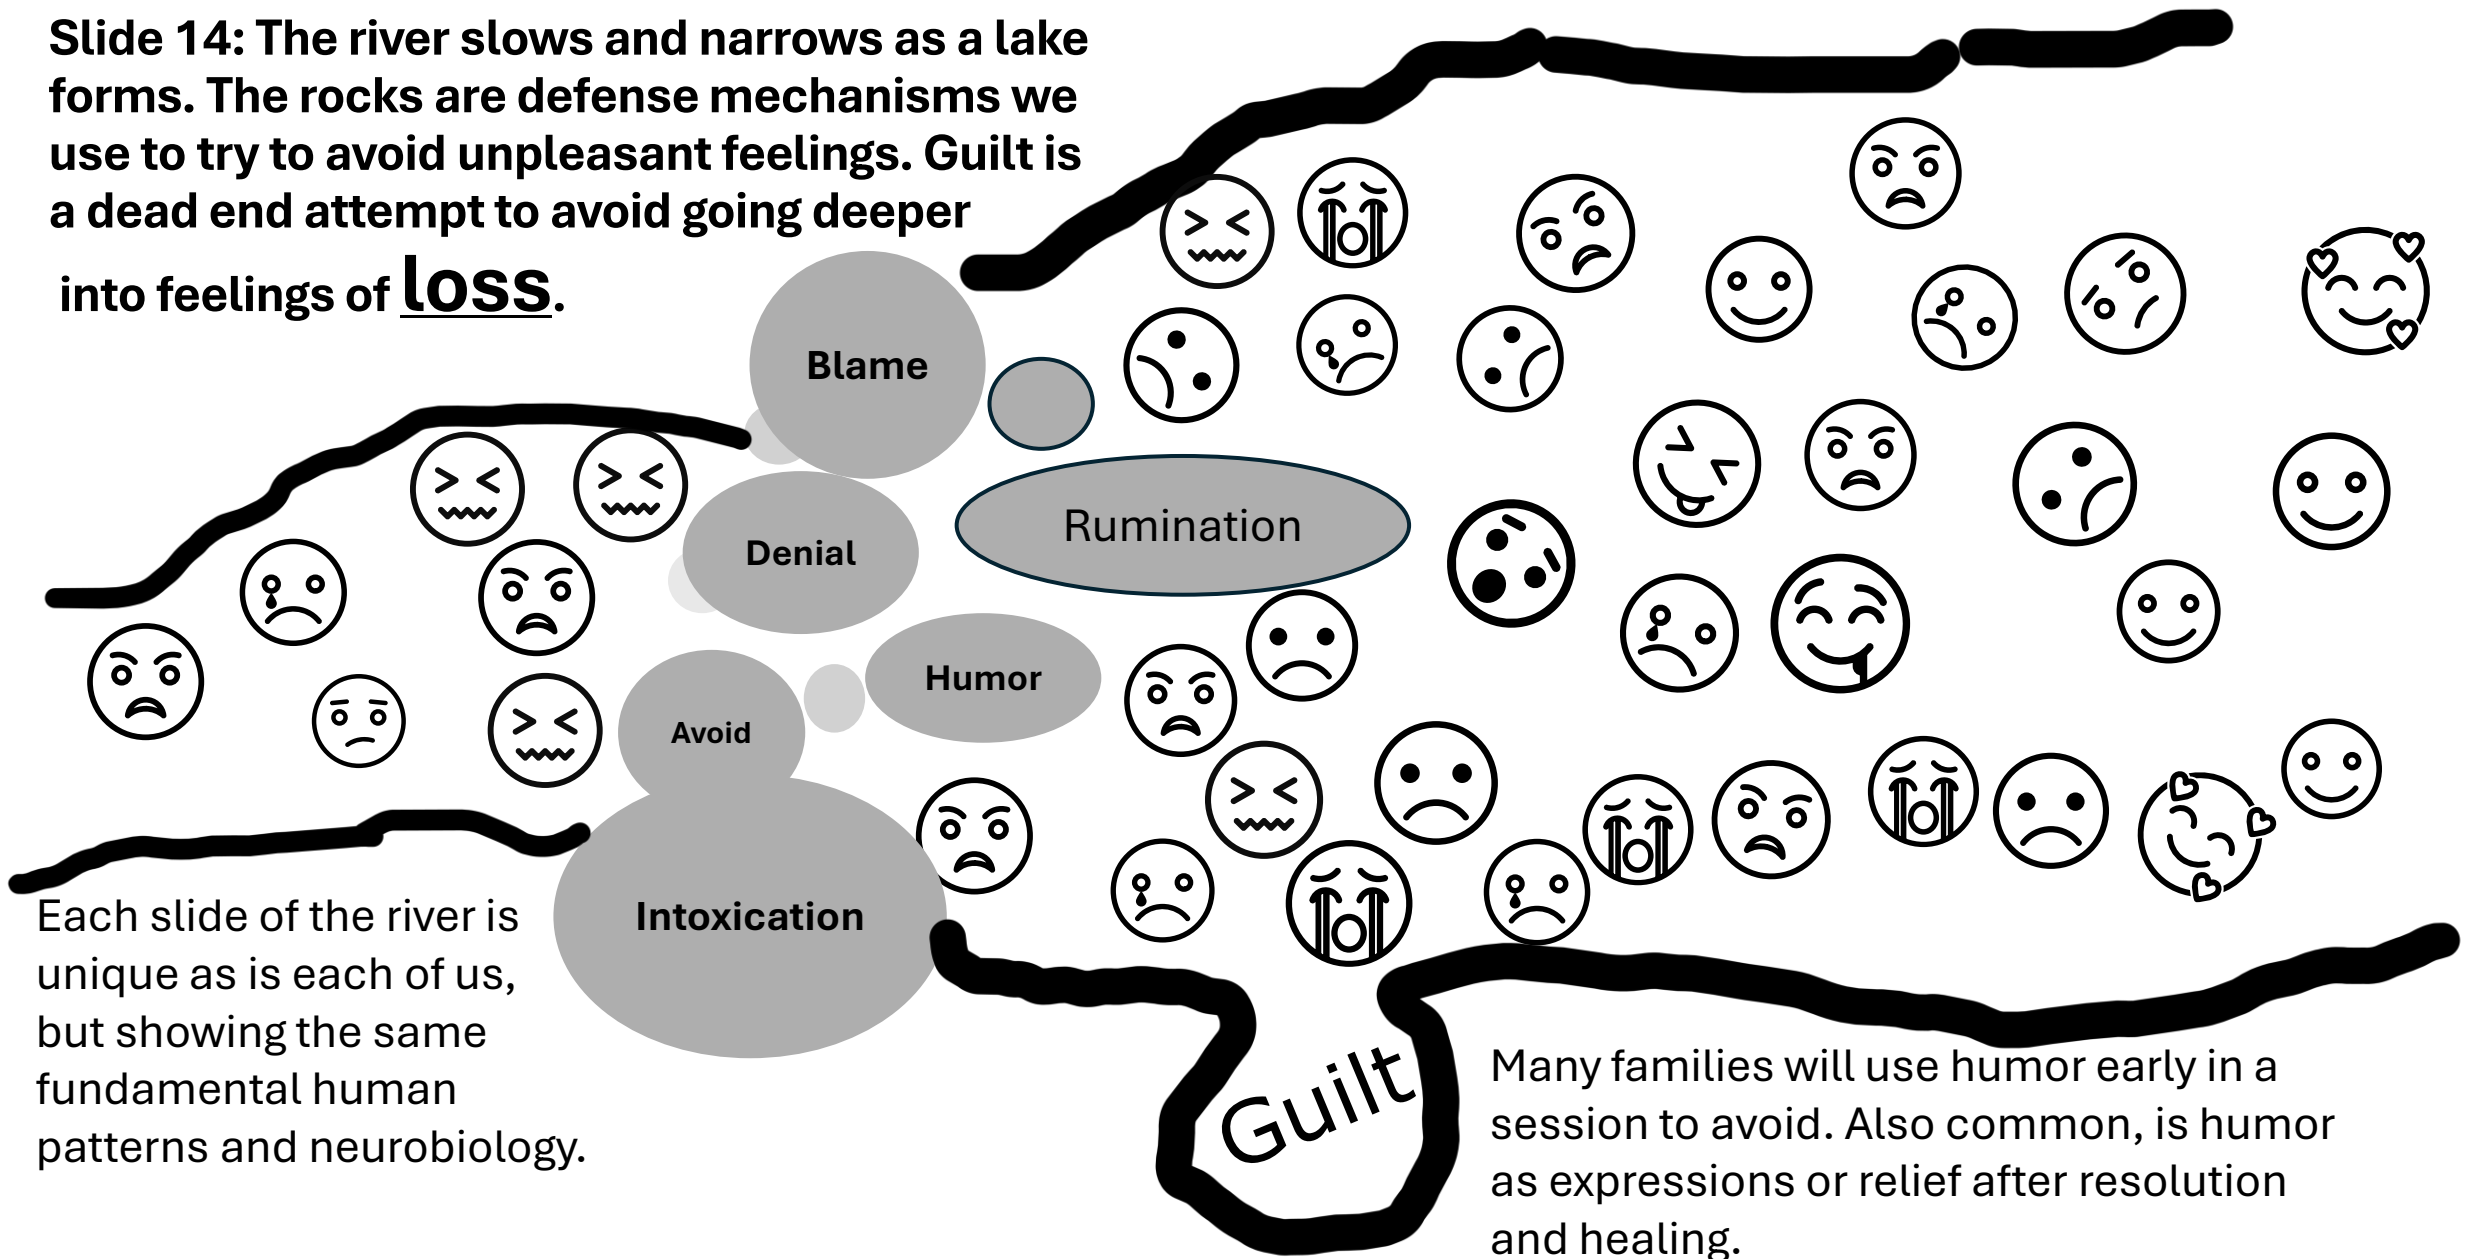 Slide 14: The river slows and narrows as a lake
forms. The rocks are defense mechanisms we
use to try to avoid unpleasant feelings. Guilt is
a dead end attempt to avoid going deeper
into feelings of loss.
Blame
Rumination
Denial
Humor
Avoid
Intoxication
Each slide of the river is
unique as is each of us,
but showing the same
fundamental human
patterns and neurobiology.
Guilt
Many families will use humor early in a
session to avoid. Also common, is humor
as expressions or relief after resolution
and healing.